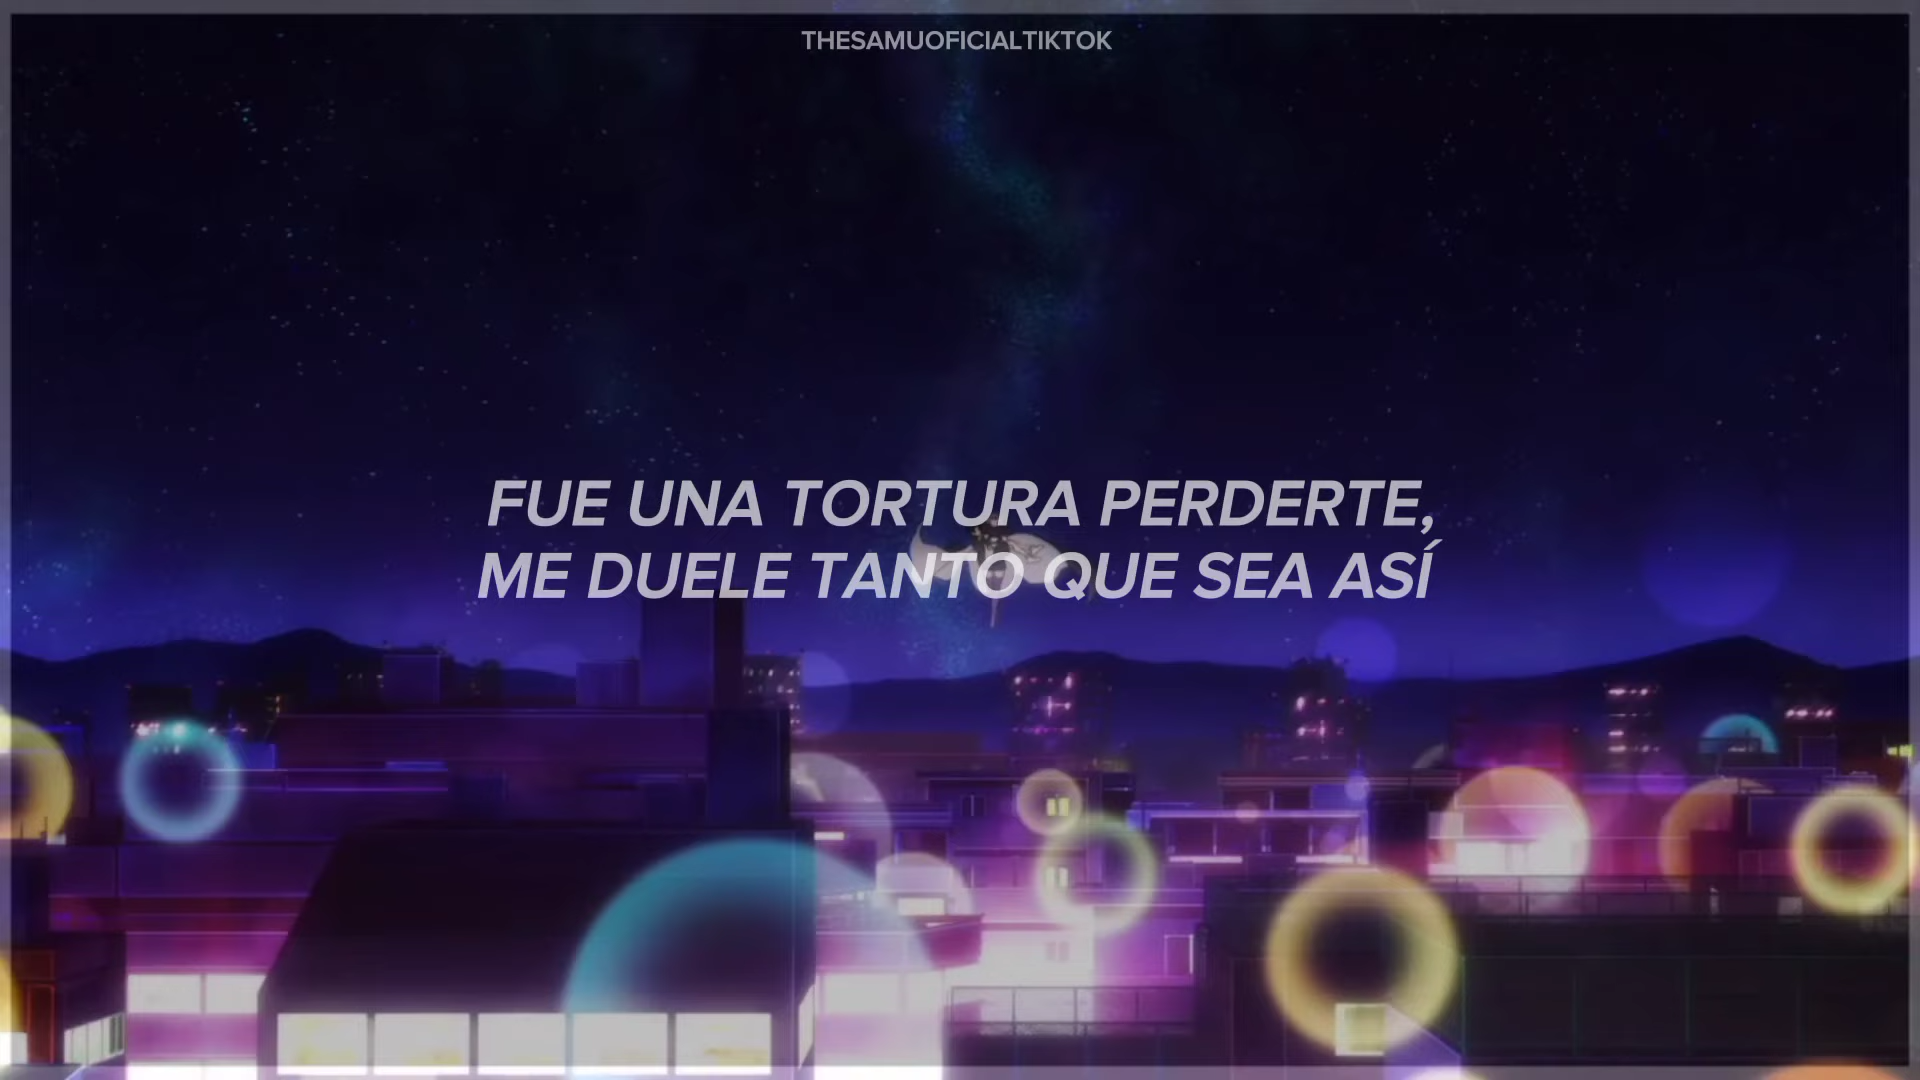 THESAMUOFICIALTIKTOK
FUE UNA TORTURA PERDERTE,
ME DUELE TANTO QUE SEA ASÍ